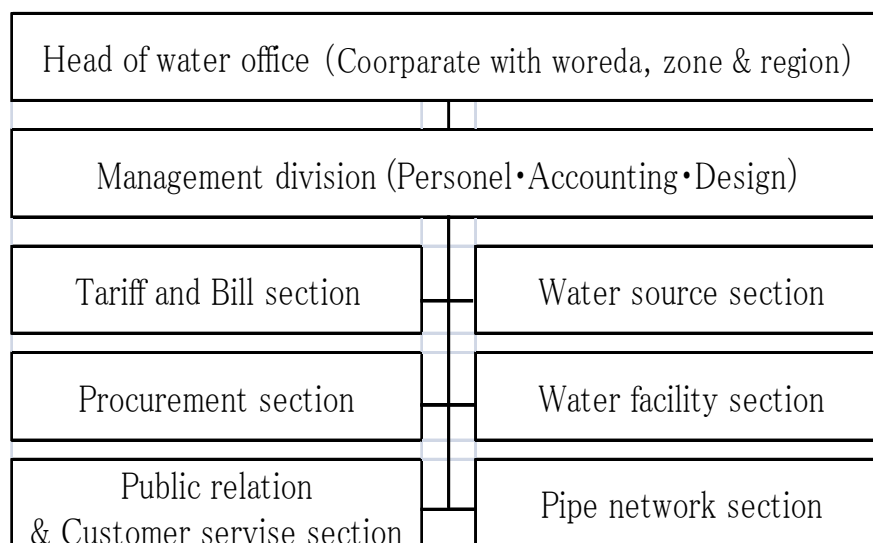 Head of water office (Coorparate with woreda, zone & region)
Management division (Personel･Accounting･Design)
Tariff and Bill section
Water source section
Procurement section
Water facility section
Public relation
& Customer servise section
Pipe network section